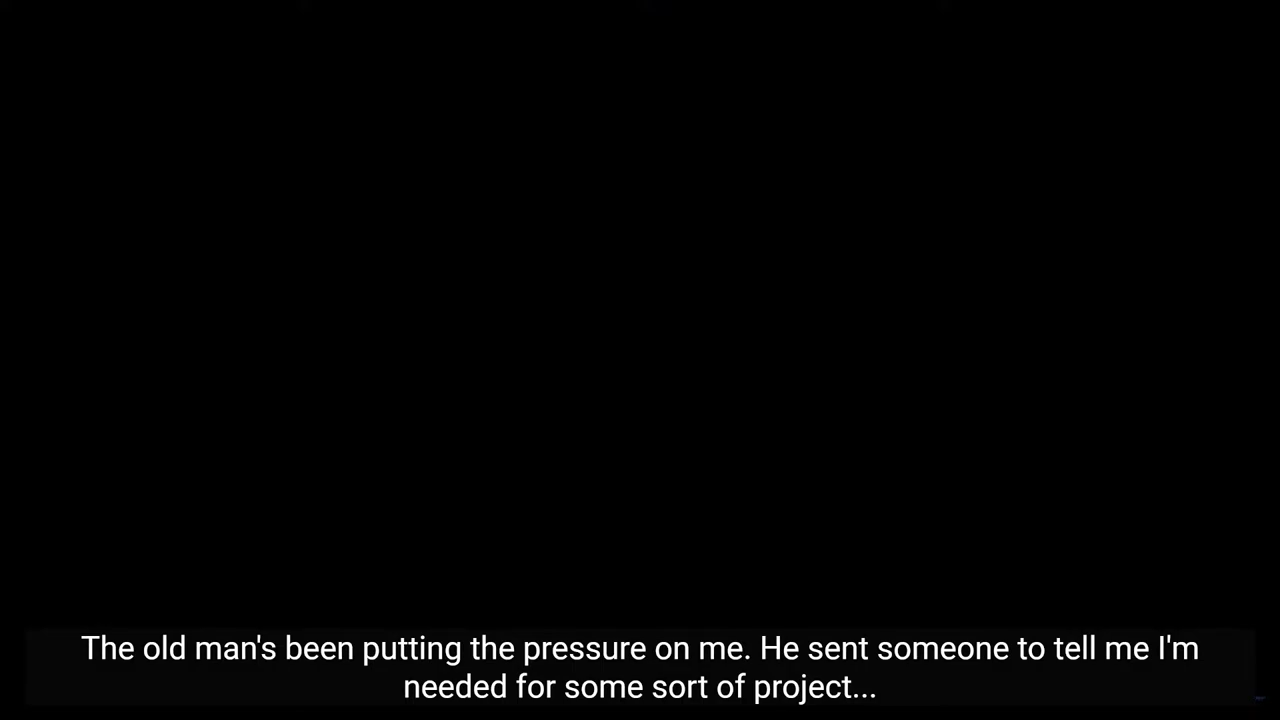 The old man's been putting the pressure on me. He sent someone to tell me I'm
needed for some sort of project...